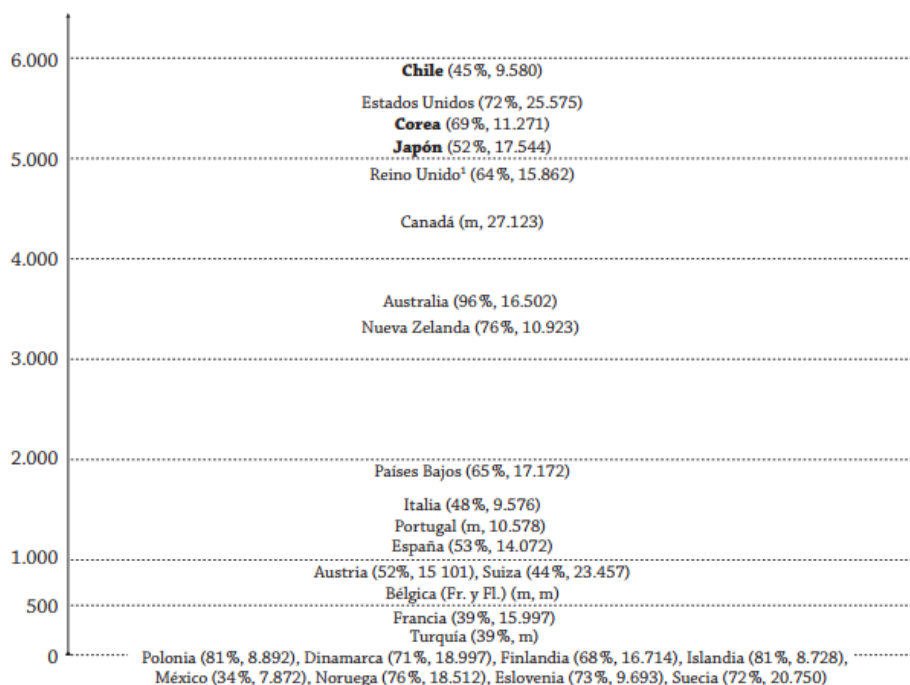 6.000
Chile (45%, 9.580)
Estados Unidos (72%, 25.575)
Corea (69%, 11.271)
Japón (52%, 17.544)
5.000
Reino Unido¹ (64%, 15.862)
Canadá (m, 27.123)
4.000
Australia (96%, 16.502)
Nueva Zelanda (76%, 10.923)
3.000
2.000
Países Bajos (65%, 17.172)
Italia (48%, 9.576)
Portugal (m, 10.578)
España (53%, 14.072)
1.000
Austria (52%, 15 101), Suiza (44%, 23.457)
Bélgica (Fr. y Fl.) (m, m)
500
Francia (39%, 15.997)
Turquía (39%, m)
0
Polonia (81%, 8.892), Dinamarca (71%, 18.997), Finlandia (68%, 16.714), Islandia (81%, 8.728),
México (34%, 7.872), Noruega (76%, 18.512), Eslovenia (73%, 9.693), Suecia (72%, 20.750)